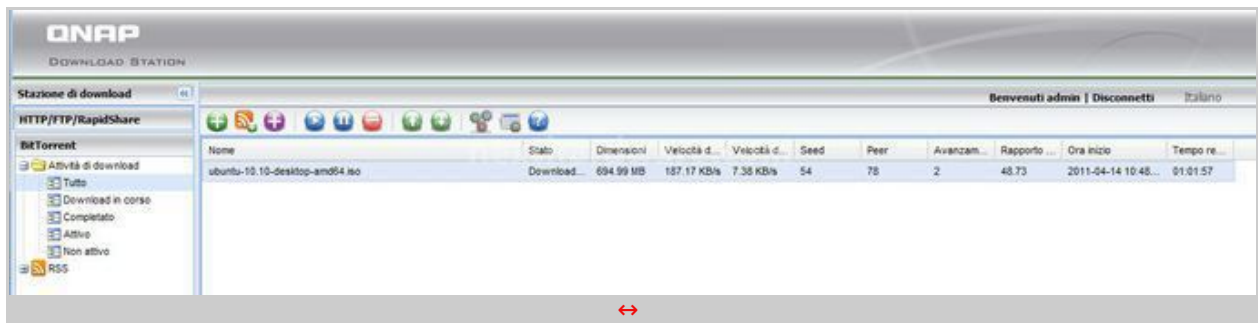 QNAP
DOWNLOAD STATION
Stazione di download
Benvenuti admin | Disconnetti Italiano
HTTP/FTP/RapidShare
BitTorrent
Attività di download
Tutto
Download in corso
Completato
Attivo
Non attivo
RSS
Nome Stato Dimensioni Velocità d... Velocità d... Seed Peer Avanzam... Rapporto ... Ora inizio Tempo re...
ubuntu-10.10-desktop-amd64.iso Download... 694.99 MB 187.17 KB/s 7.38 KB/s 54 78 2 48.73 2011-04-14 10:48... 01:01:57